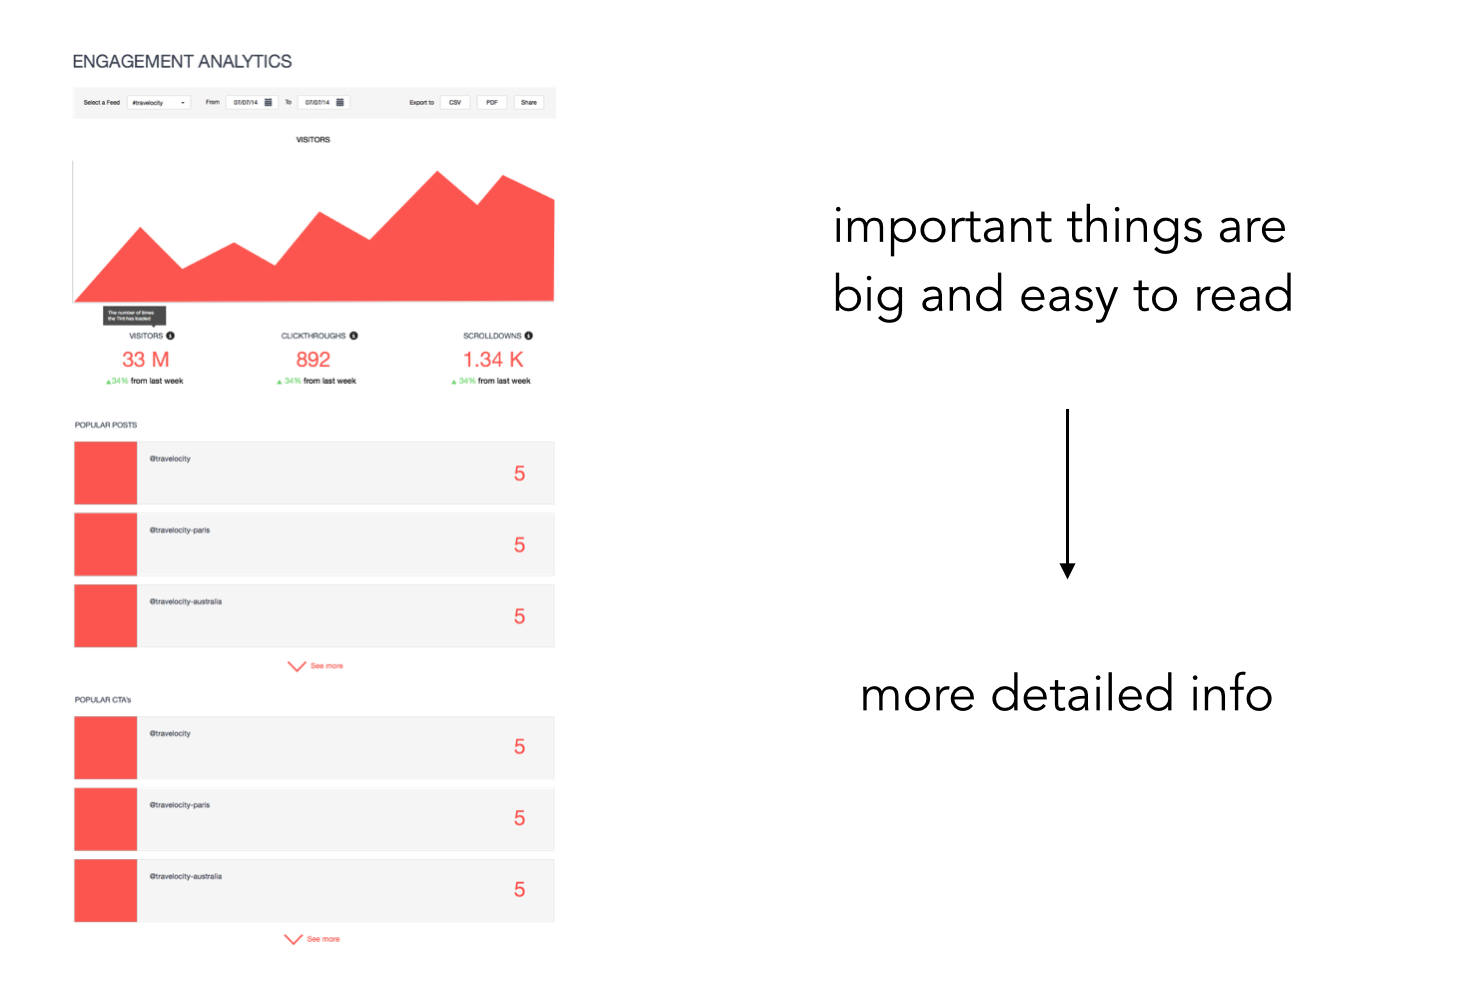 ENGAGEMENT ANALYTICS
Select a Feed #travelocity From 07/07/14 To 07/07/14 Export to CSV PDF Share
VISITORS
The number of times
the Tint has loaded
VISITORS CLICKTHROUGHS SCROLLDOWNS
33 M 892 1.34 K
34% from last week 34% from last week 34% from last week
POPULAR POSTS
@travelocity 5
@travelocity-paris 5
@travelocity-australia 5
See more
POPULAR CTA's
@travelocity 5
@travelocity-paris 5
@travelocity-australia 5
See more
important things are
big and easy to read
more detailed info